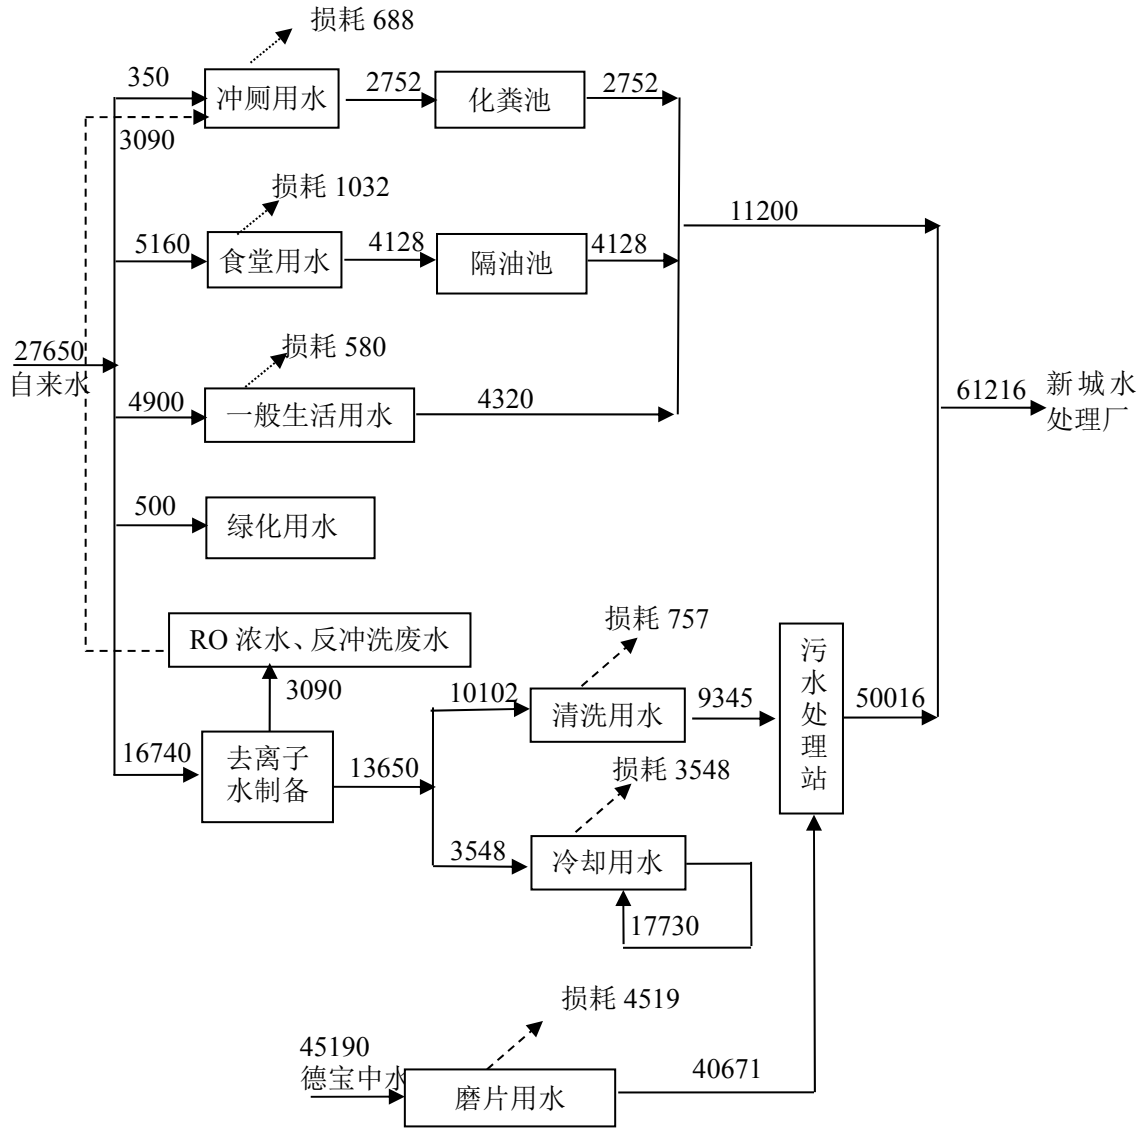 损耗 688
350
冲厕用水
2752
化粪池
2752
3090
损耗 1032
5160
食堂用水
4128
隔油池
4128
11200
27650
自来水
损耗 580
4900
一般生活用水
4320
61216
新城水
处理厂
500
绿化用水
RO 浓水、反冲洗废水
3090
16740
去离子
水制备
13650
10102
损耗 757
清洗用水
9345
污
水
处
理
站
50016
3548
损耗 3548
冷却用水
17730
损耗 4519
45190
德宝中水
磨片用水
40671